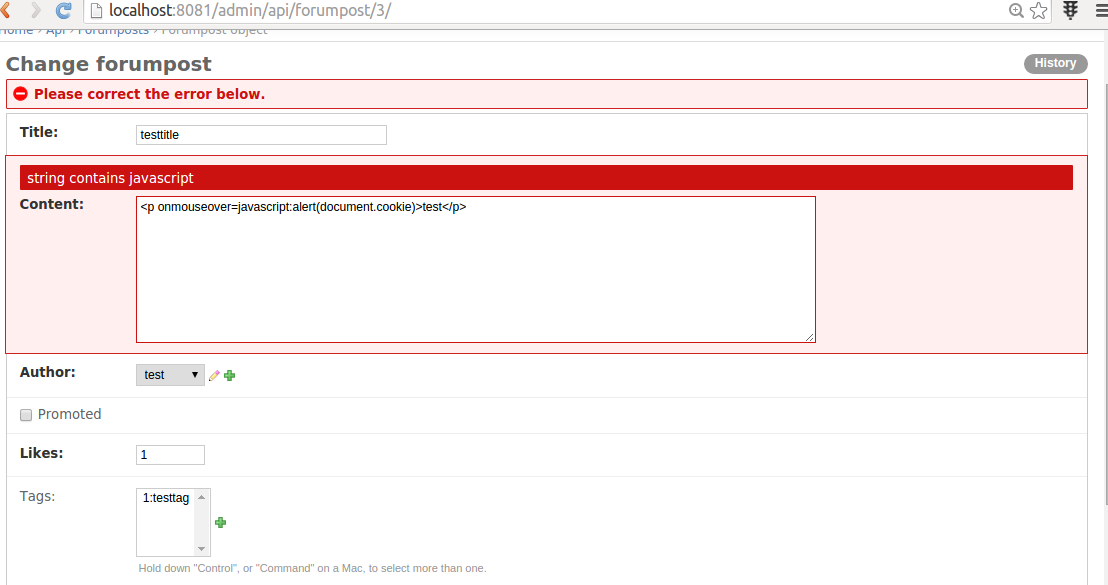 localhost:8081/admin/api/forumpost/3/
Home › Api › Forumposts › Forumpost object
Change forumpost
History
Please correct the error below.
Title:
testtitle
string contains javascript
Content:
<p onmouseover=javascript:alert(document.cookie)>test</p>
Author:
test
Promoted
Likes:
1
Tags:
1:testtag
Hold down "Control", or "Command" on a Mac, to select more than one.